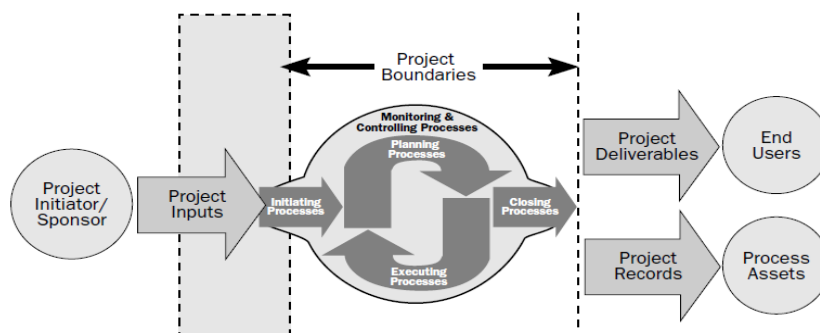 Project
Boundaries
Monitoring &
Controlling Processes
Planning
Processes
Project
Initiator/
Sponsor
Project
Inputs
Initiating
Processes
Closing
Processes
Executing
Processes
Project
Deliverables
End
Users
Project
Records
Process
Assets